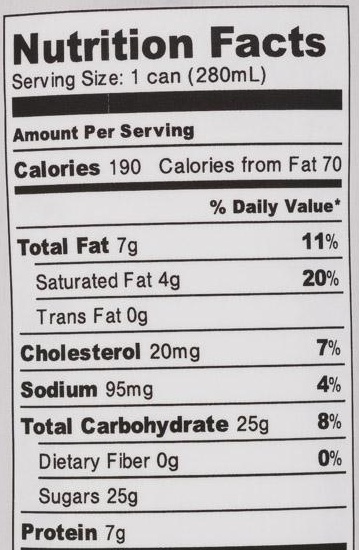 Nutrition Facts
Serving Size: 1 can (280mL)
Amount Per Serving
Calories 190 Calories from Fat 70
% Daily Value*
Total Fat 7g 11%
Saturated Fat 4g 20%
Trans Fat 0g
Cholesterol 20mg 7%
Sodium 95mg 4%
Total Carbohydrate 25g 8%
Dietary Fiber 0g 0%
Sugars 25g
Protein 7g